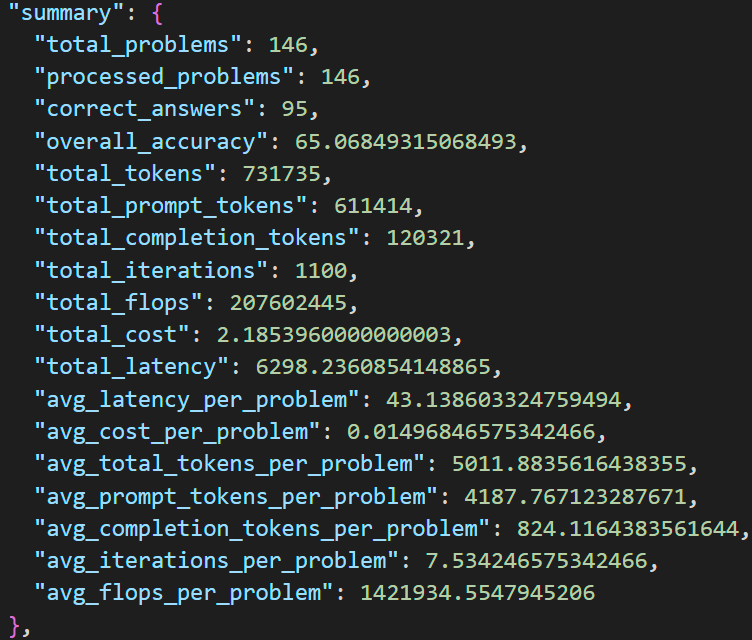 "summary": {
"total_problems": 146,
"processed_problems": 146,
"correct_answers": 95,
"overall_accuracy": 65.06849315068493,
"total_tokens": 731735,
"total_prompt_tokens": 611414,
"total_completion_tokens": 120321,
"total_iterations": 1100,
"total_flops": 207602445,
"total_cost": 2.1853960000000003,
"total_latency": 6298.2360854148865,
"avg_latency_per_problem": 43.138603324759494,
"avg_cost_per_problem": 0.01496846575342466,
"avg_total_tokens_per_problem": 5011.8835616438355,
"avg_prompt_tokens_per_problem": 4187.767123287671,
"avg_completion_tokens_per_problem": 824.1164383561644,
"avg_iterations_per_problem": 7.534246575342466,
"avg_flops_per_problem": 1421934.5547945206
},